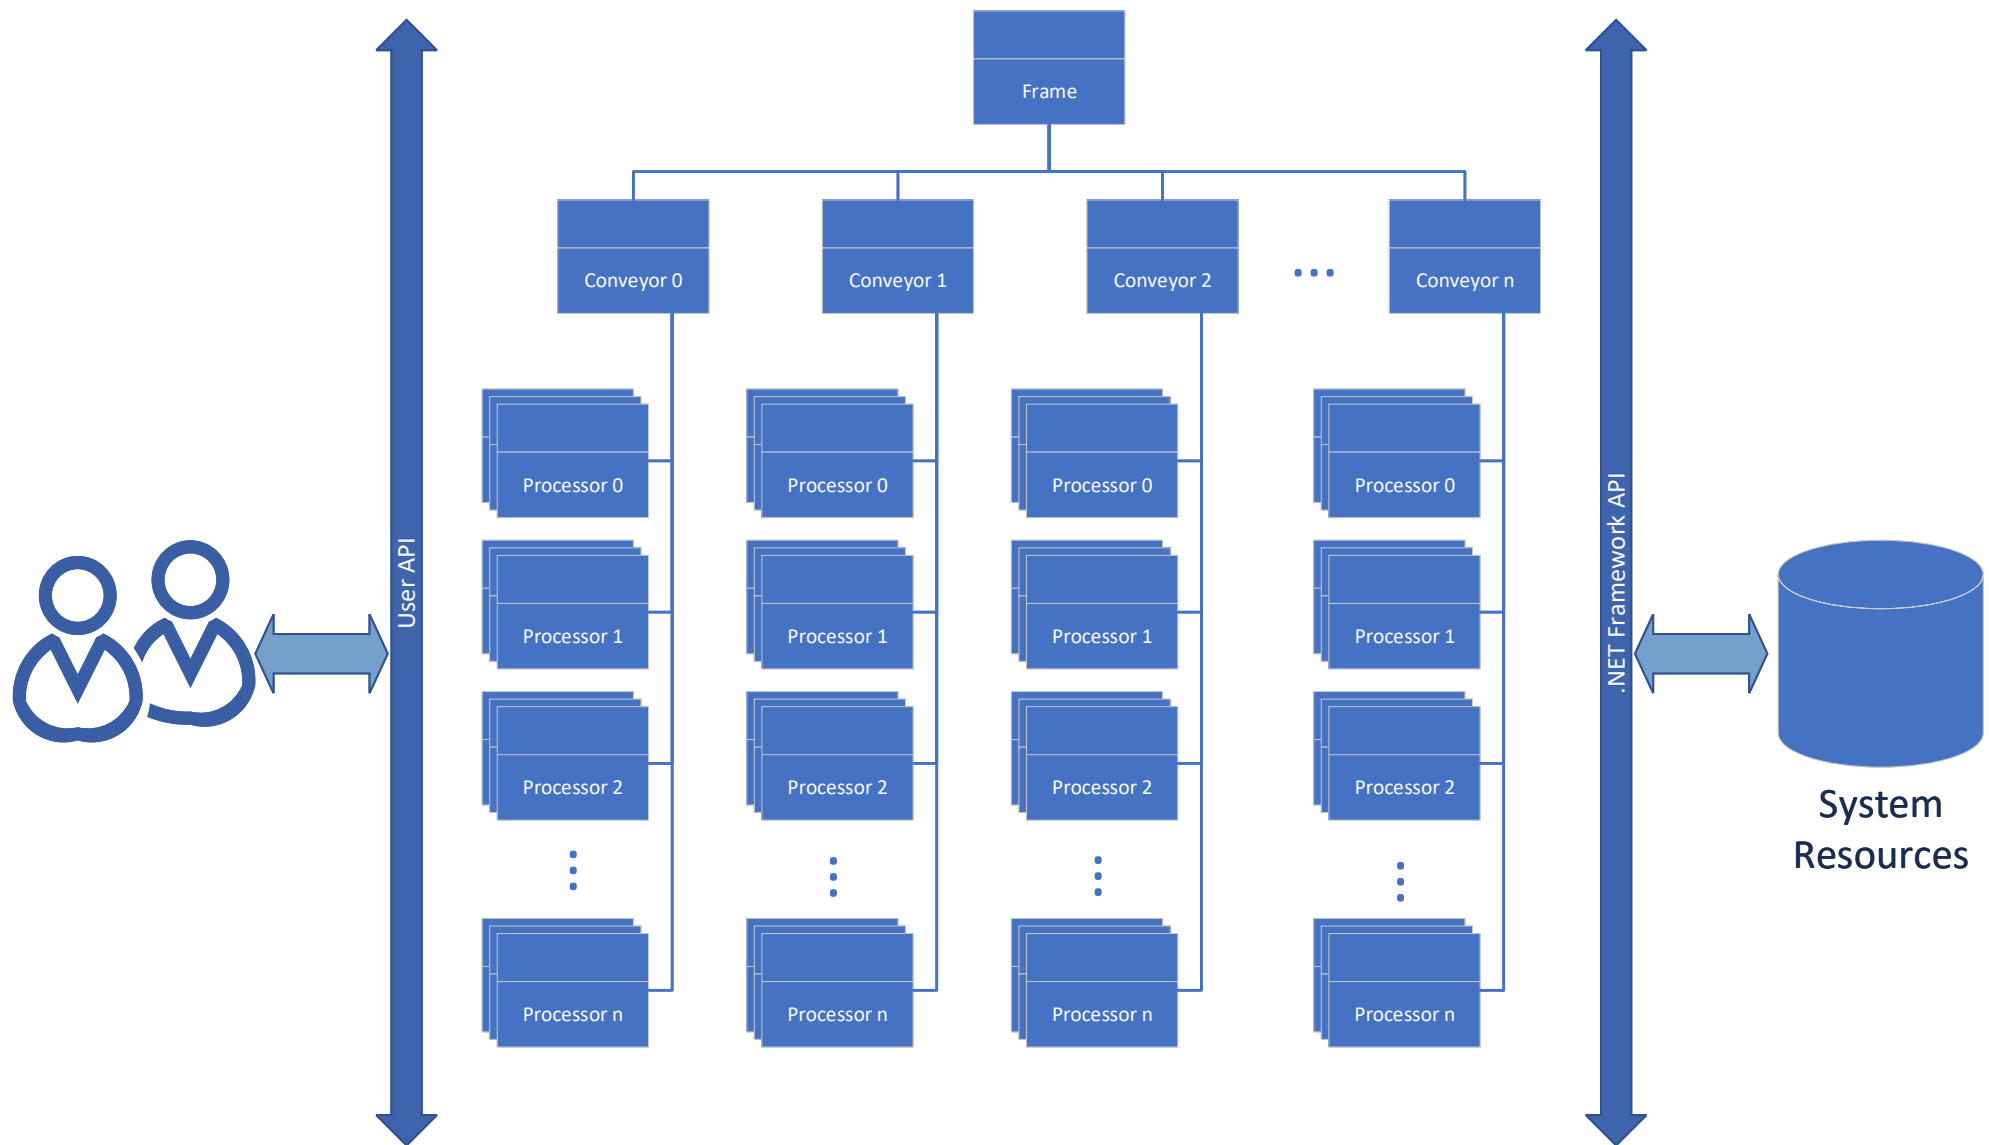 Frame
Conveyor 0
Conveyor 1
Conveyor 2
...
Conveyor n
Processor 0
Processor 0
Processor 0
Processor 0
Processor 1
Processor 1
Processor 1
Processor 1
Processor 2
Processor 2
Processor 2
Processor 2
Processor n
Processor n
Processor n
Processor n
User API
.NET Framework API
System
Resources